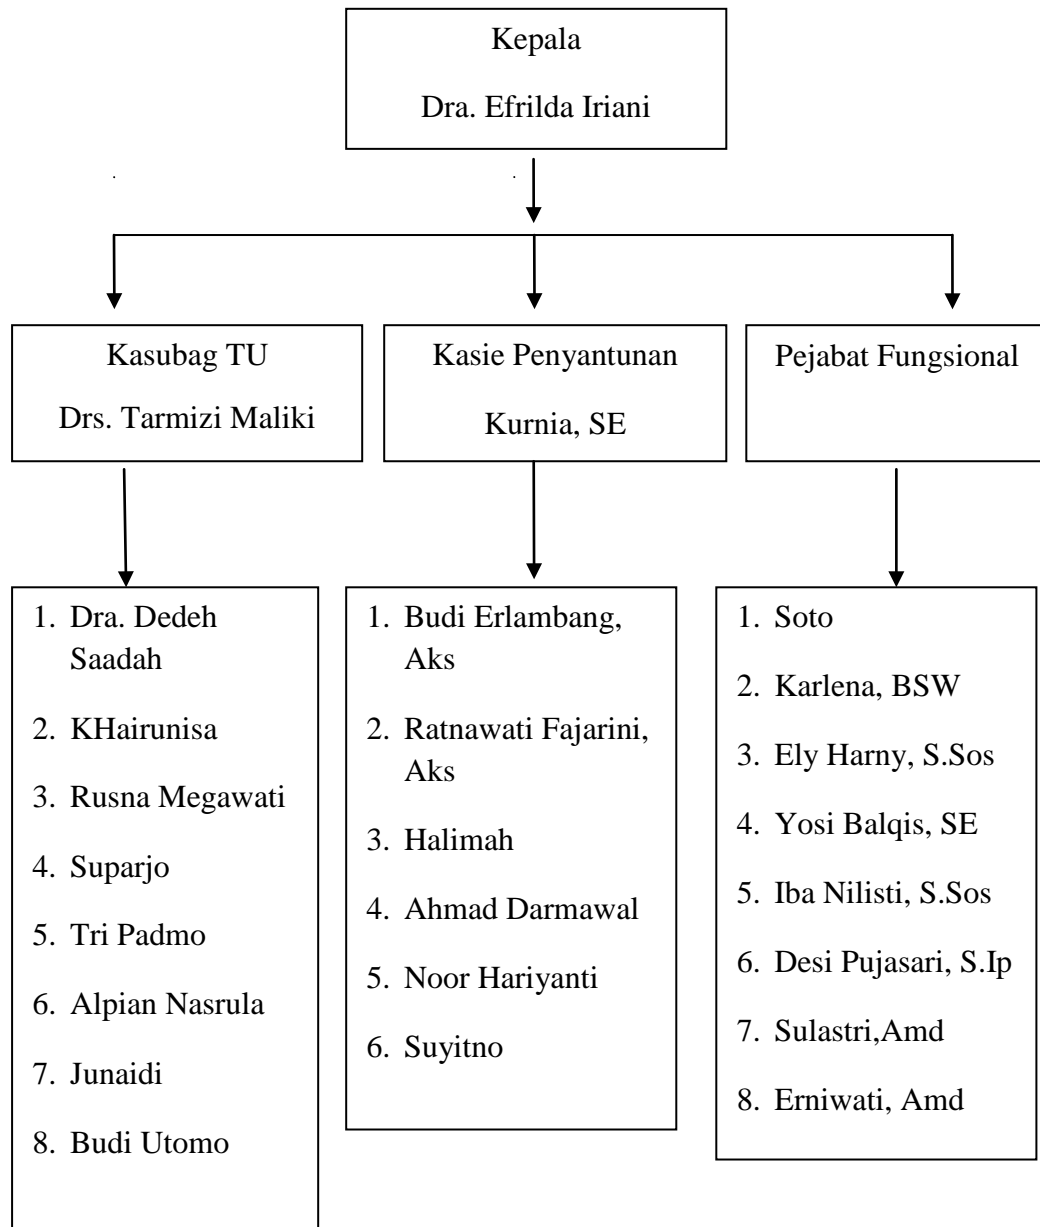 Kepala
Dra. Efrilda Iriani
Kasubag TU
Drs. Tarmizi Maliki
Kasie Penyantunan
Kurnia, SE
Pejabat Fungsional
1. Dra. Dedeh
Saadah
2. KHairunisa
3. Rusna Megawati
4. Suparjo
5. Tri Padmo
6. Alpian Nasrula
7. Junaidi
8. Budi Utomo
1. Budi Erlambang,
Aks
2. Ratnawati Fajarini,
Aks
3. Halimah
4. Ahmad Darmawal
5. Noor Hariyanti
6. Suyitno
1. Soto
2. Karlena, BSW
3. Ely Harny, S.Sos
4. Yosi Balqis, SE
5. Iba Nilisti, S.Sos
6. Desi Pujasari, S.Ip
7. Sulastri,Amd
8. Erniwati, Amd